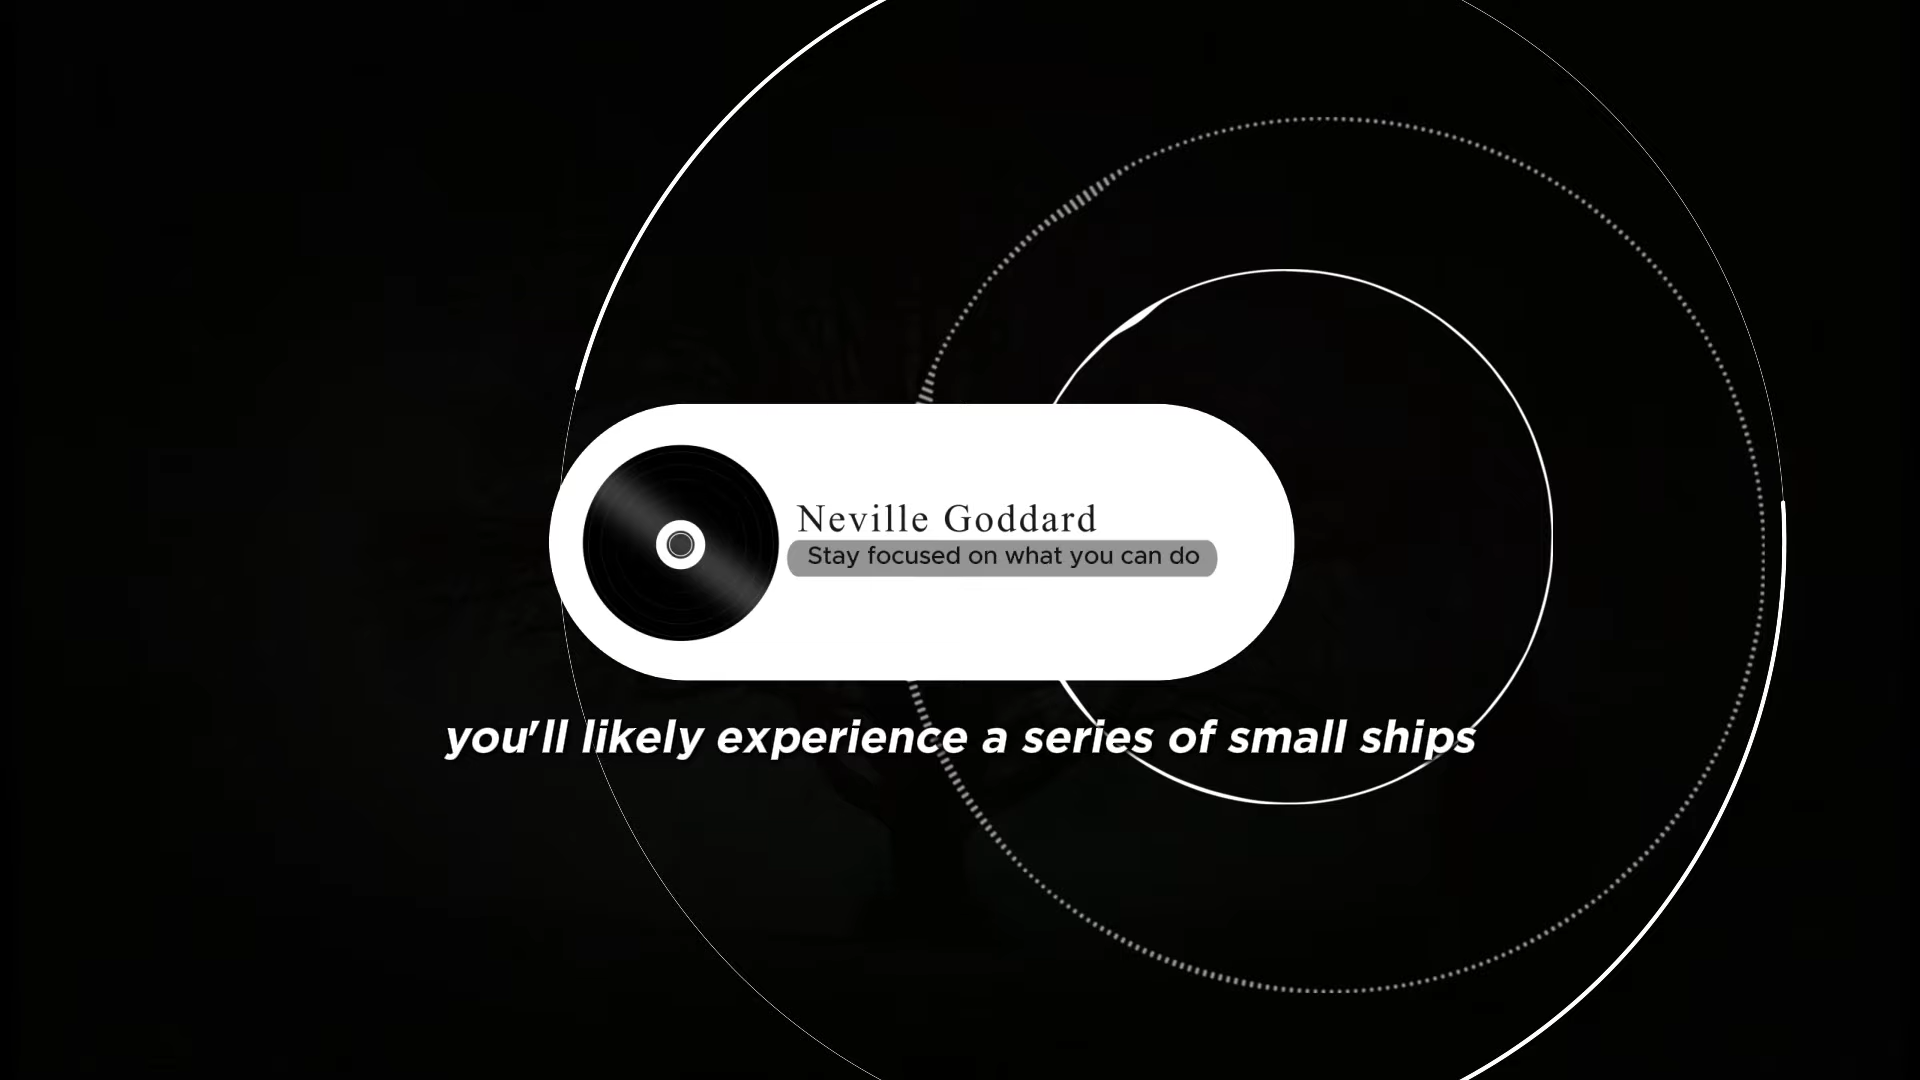 Neville Goddard
Stay focused on what you can do
you'll likely experience a series of small ships